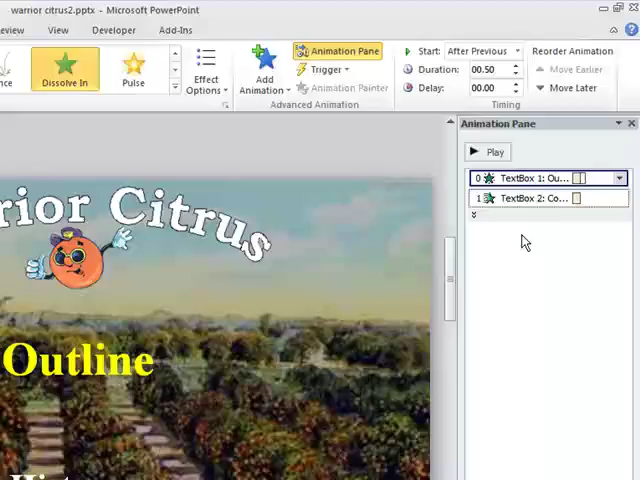 warrior citrus2.pptx - Microsoft PowerPoint
eview View Developer Add-Ins
nce Dissolve In Pulse
Effect Options
Add Animation
Animation Pane
Trigger
Animation Painter
Advanced Animation
Start: After Previous
Duration: 00.50
Delay: 00.00
Timing
Reorder Animation
Move Earlier
Move Later
Animation Pane
Play
0 TextBox 1: Ou...
1 TextBox 2: Co...
rrior Citrus
Outline